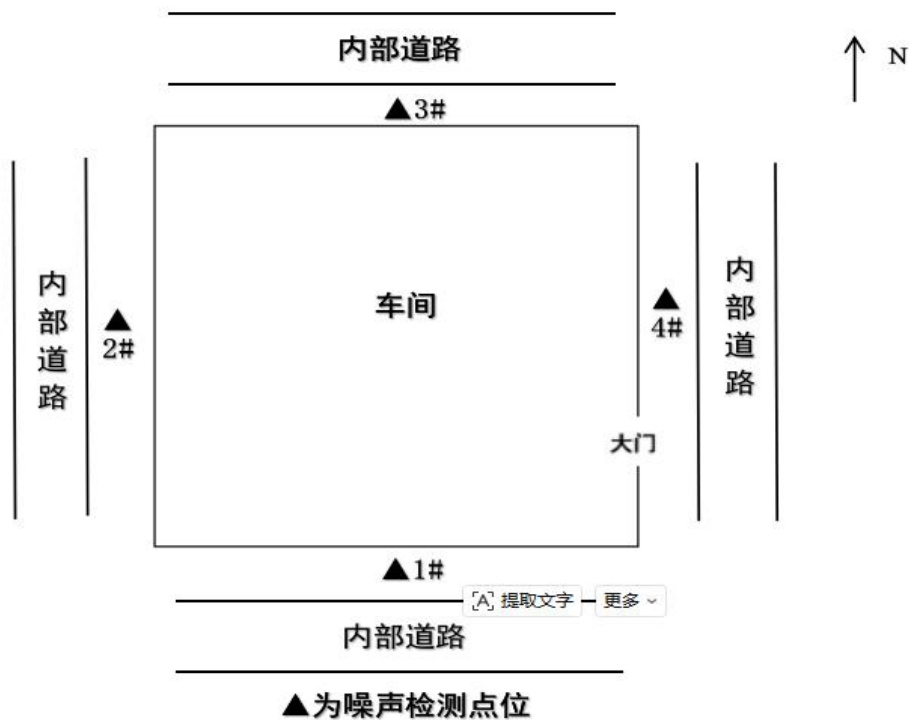 内部道路
N
▲3#
内部道路
▲
2#
车间
▲
4#
内部道路
大门
▲1#
提取文字
更多
内部道路
▲为噪声检测点位